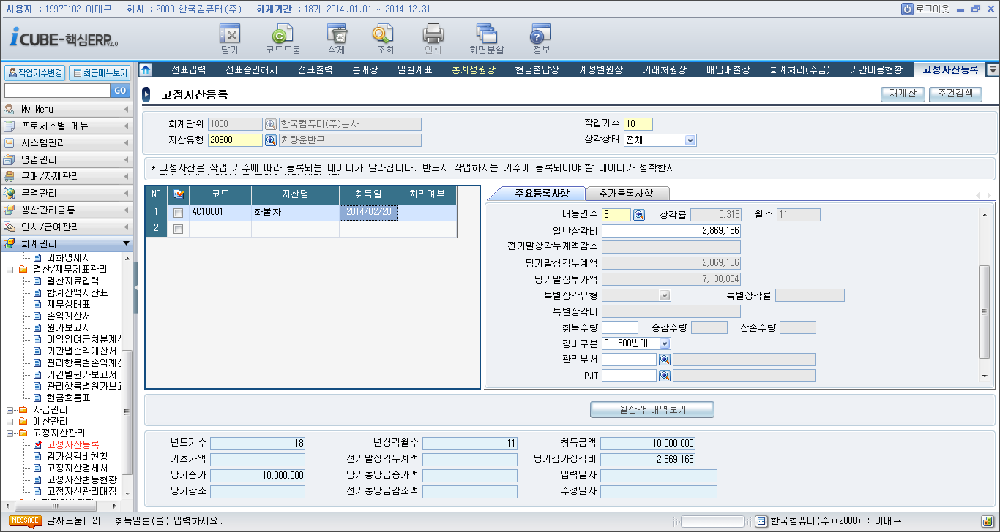 사용자 : 19970102 이대구 회사 : 2000 한국컴퓨터(주) 회계기간 : 18기 2014.01.01 ~ 2014.12.31 로그아웃
iCUBE-핵심ERP v2.0
닫기 코드도움 삭제 조회 인쇄 화면분할 정보
작업기수변경 최근메뉴보기
전표입력 전표승인해제 전표출력 분개장 일월계표 총계정원장 현금출납장 계정별원장 거래처원장 매입매출장 회계처리(수금) 기간비용현황 고정자산등록
GO
고정자산등록 재계산 조건검색
My Menu
프로세스별 메뉴
시스템관리
영업관리
구매/자재관리
무역관리
생산관리공통
인사/급여관리
회계관리
외화명세서
결산/재무제표관리
결산자료입력
합계잔액시산표
재무상태표
손익계산서
원가보고서
이익잉여금처분계산
기간별손익계산서
관리항목별손익계산
기간별원가보고서
관리항목별원가보고
현금흐름표
자금관리
예산관리
고정자산관리
고정자산등록
감가상각비현황
고정자산명세서
고정자산변동현황
고정자산관리대장
회계단위 1000 한국컴퓨터(주)본사 작업기수 18
자산유형 20800 차량운반구 상각상태 전체
* 고정자산은 작업 기수에 따라 등록되는 데이터가 달라집니다. 반드시 작업하시는 기수에 등록되어야 할 데이터가 정확한지
NO 코드 자산명 취득일 처리여부
1 AC10001 화물차 2014/02/20
2
주요등록사항 추가등록사항
내용연수 8 상각률 0.313 월수 11
일반상각비 2,869,166
전기말상각누계액감소
당기말상각누계액 2,869,166
당기말장부가액 7,130,834
특별상각유형 특별상각률
특별상각비
취득수량 증감수량 잔존수량
경비구분 0. 800번대
관리부서
PJT
월상각 내역보기
년도기수 18 년상각월수 11 취득금액 10,000,000
기초가액 전기말상각누계액 당기감가상각비 2,869,166
당기증가 10,000,000 당기충당금증가액 입력일자
당기감소 전기충당금감소액 수정일자
MESSAGE 날짜도움[F2] : 취득일를(을) 입력하세요. 한국컴퓨터(주)(2000) : 이대구